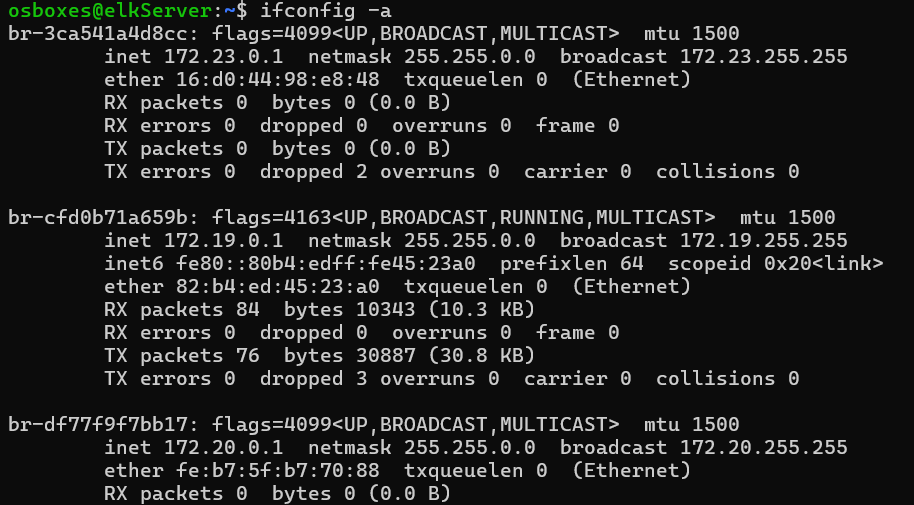 osboxes@elkServer:~$ ifconfig -a
br-3ca541a4d8cc: flags=4099<UP,BROADCAST,MULTICAST>  mtu 1500
        inet 172.23.0.1  netmask 255.255.0.0  broadcast 172.23.255.255
        ether 16:d0:44:98:e8:48  txqueuelen 0  (Ethernet)
        RX packets 0  bytes 0 (0.0 B)
        RX errors 0  dropped 0  overruns 0  frame 0
        TX packets 0  bytes 0 (0.0 B)
        TX errors 0  dropped 2 overruns 0  carrier 0  collisions 0

br-cfd0b71a659b: flags=4163<UP,BROADCAST,RUNNING,MULTICAST>  mtu 1500
        inet 172.19.0.1  netmask 255.255.0.0  broadcast 172.19.255.255
        inet6 fe80::80b4:edff:fe45:23a0  prefixlen 64  scopeid 0x20<link>
        ether 82:b4:ed:45:23:a0  txqueuelen 0  (Ethernet)
        RX packets 84  bytes 10343 (10.3 KB)
        RX errors 0  dropped 0  overruns 0  frame 0
        TX packets 76  bytes 30887 (30.8 KB)
        TX errors 0  dropped 3 overruns 0  carrier 0  collisions 0

br-df77f9f7bb17: flags=4099<UP,BROADCAST,MULTICAST>  mtu 1500
        inet 172.20.0.1  netmask 255.255.0.0  broadcast 172.20.255.255
        ether fe:b7:5f:b7:70:88  txqueuelen 0  (Ethernet)
        RX packets 0  bytes 0 (0.0 B)